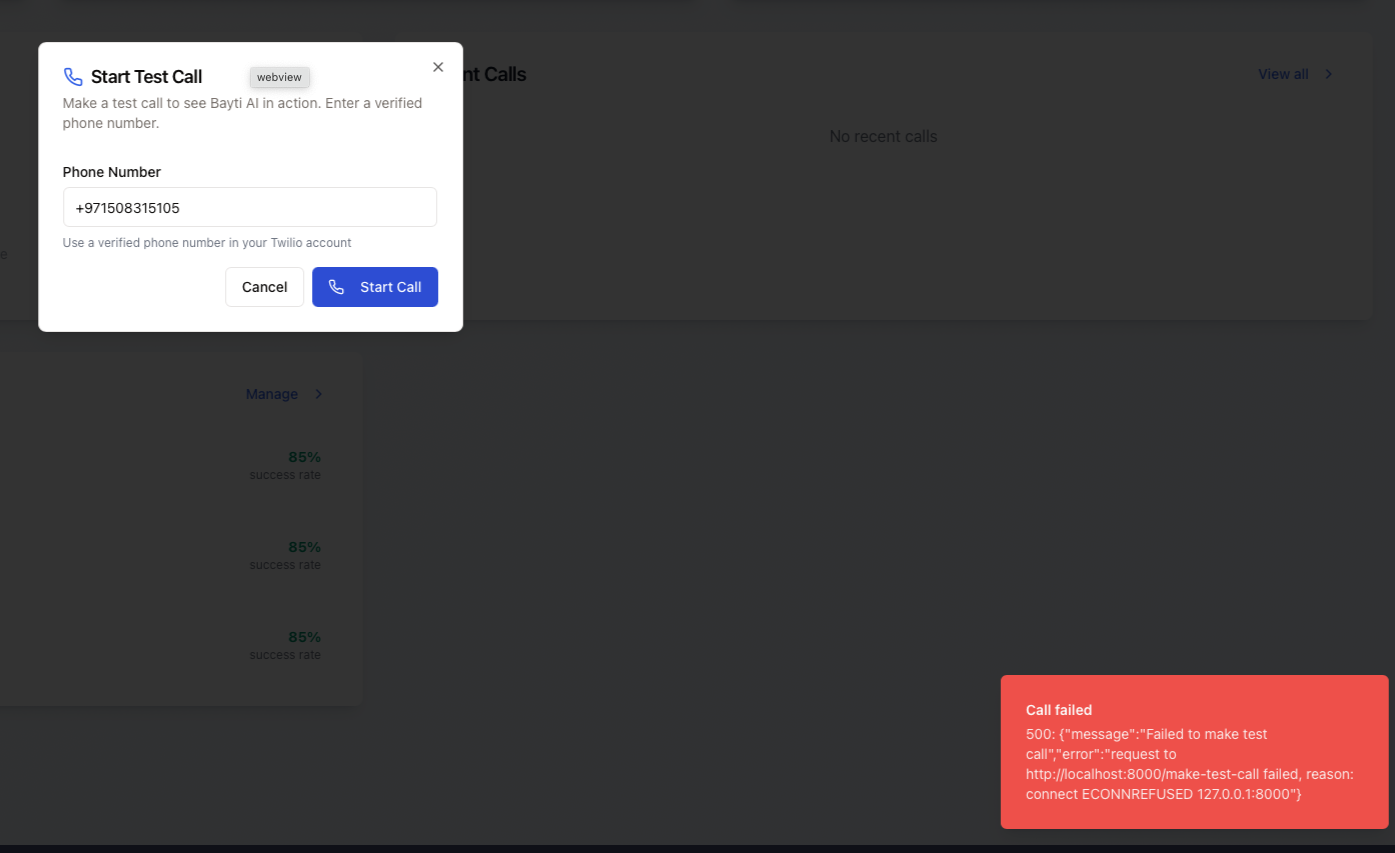 Start Test Call
webview
Make a test call to see Bayti AI in action. Enter a verified
phone number.
Phone Number
+971508315105
Use a verified phone number in your Twilio account
Cancel
Start Call
nt Calls
View all
No recent calls
e
Manage
85%
success rate
85%
success rate
85%
success rate
Call failed
500: {"message":"Failed to make test
call","error":"request to
http://localhost:8000/make-test-call failed, reason:
connect ECONNREFUSED 127.0.0.1:8000"}